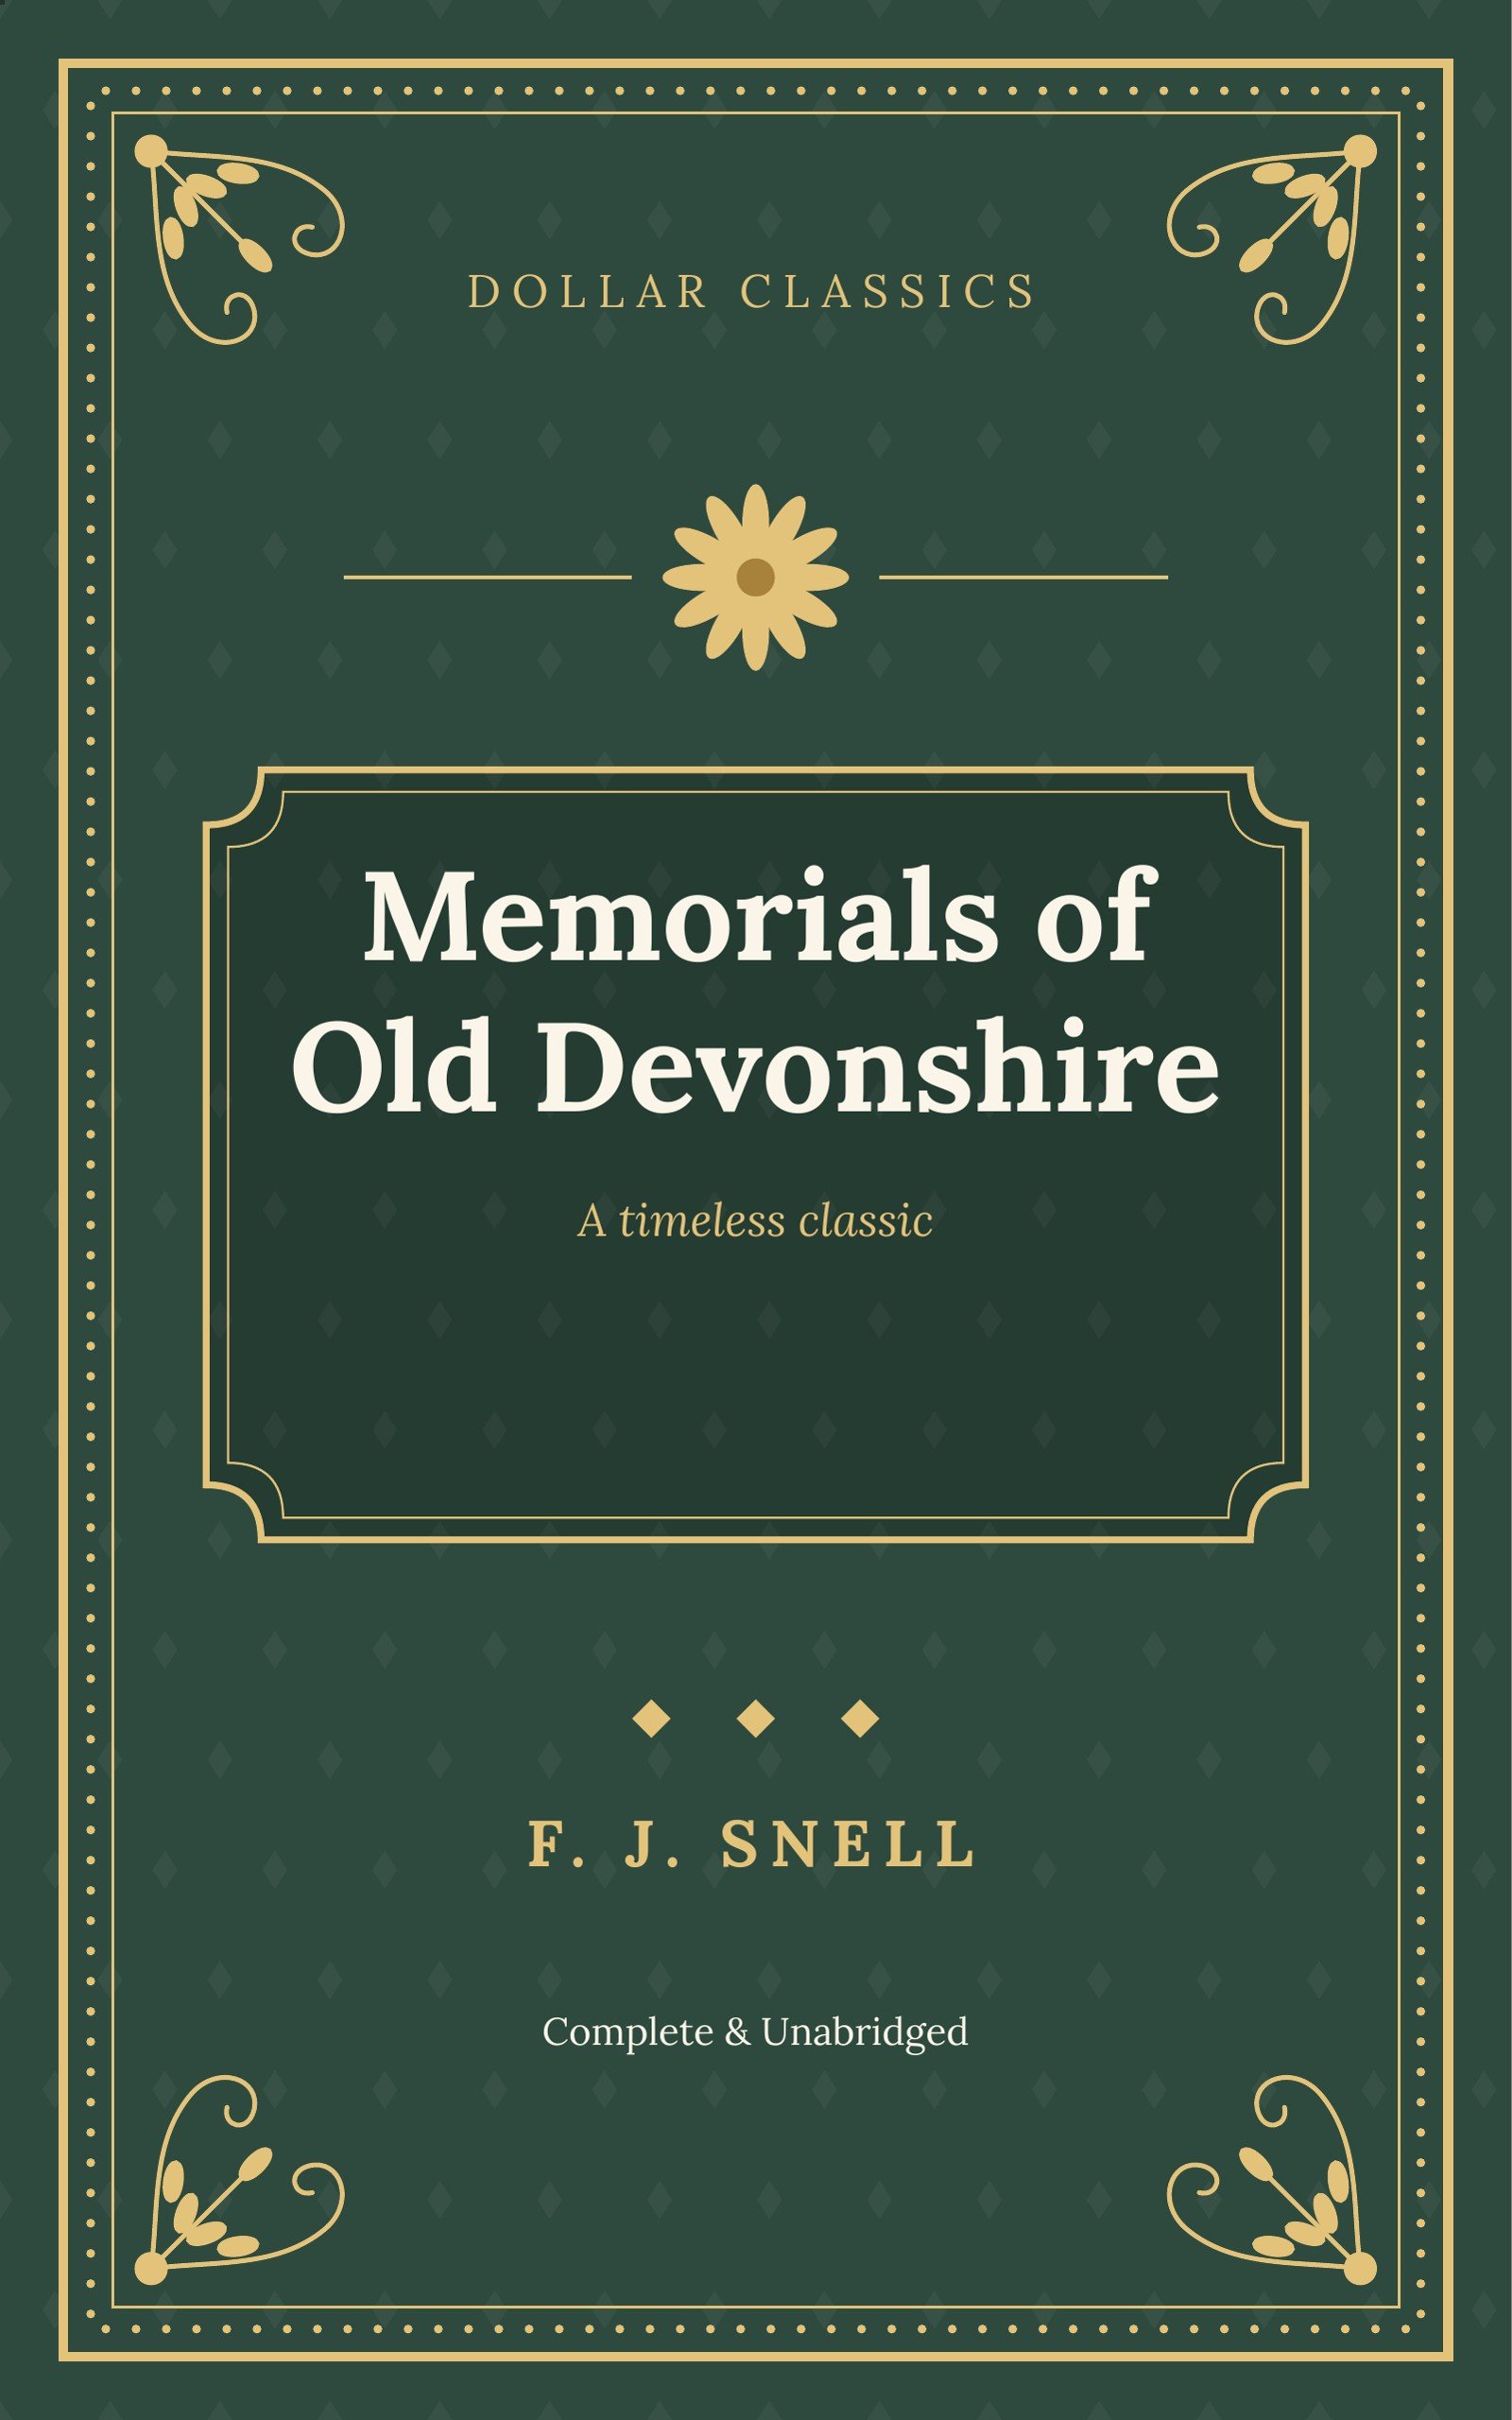 DOLLAR CLASSICS
Memorials of
Old Devonshire
A timeless classic
F. J. SNELL
Complete & Unabridged